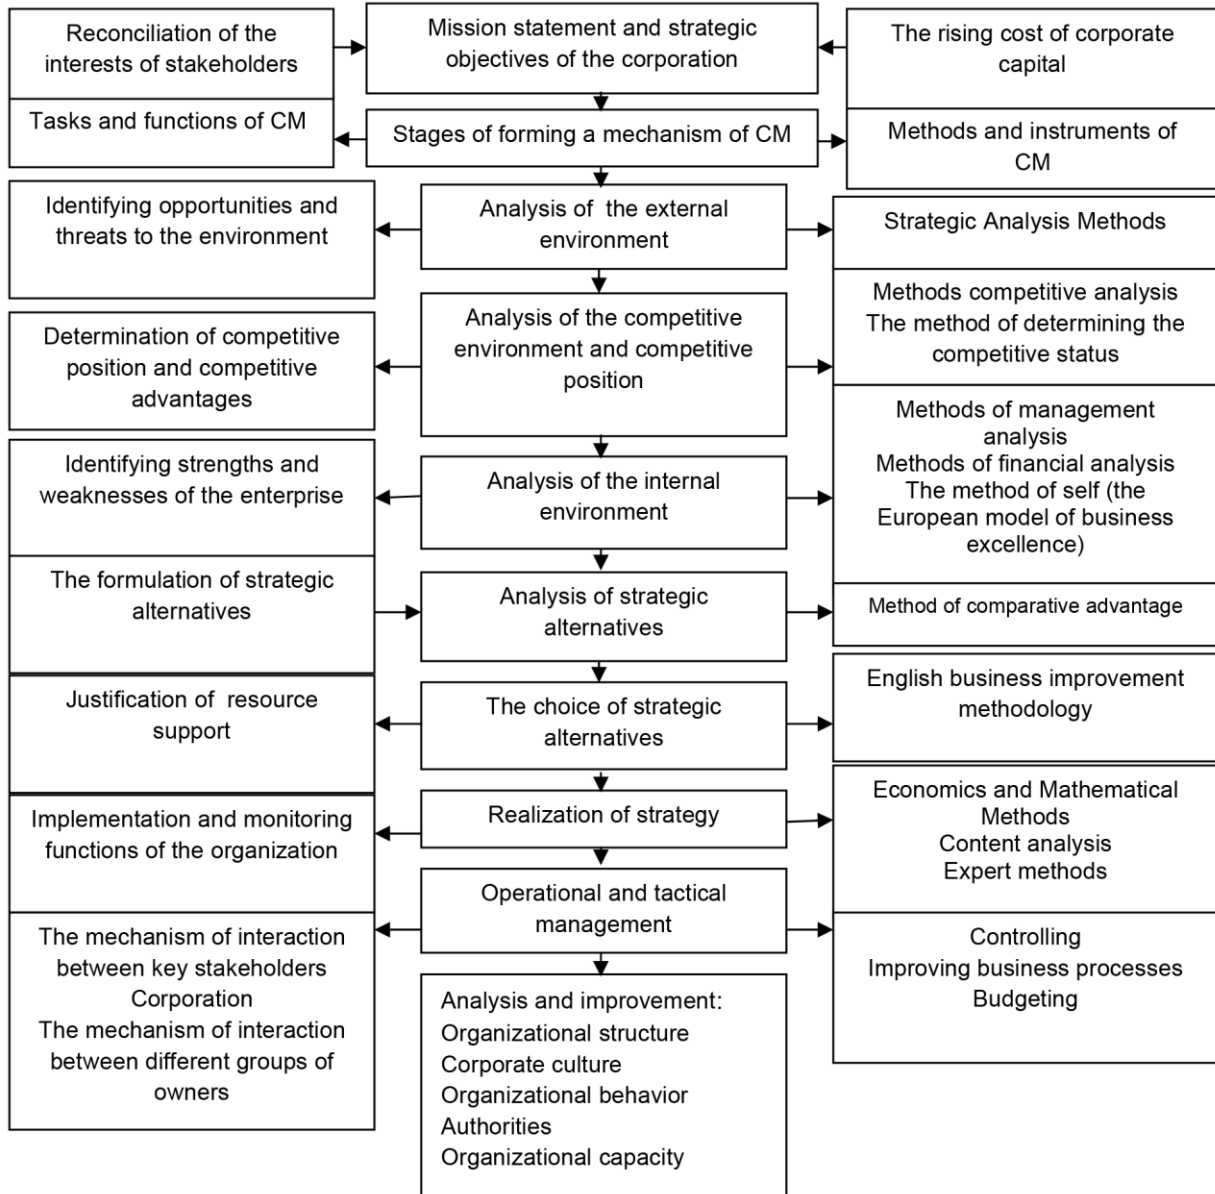 Reconciliation of the
interests of stakeholders
Mission statement and strategic
objectives of the corporation
The rising cost of corporate
capital
Tasks and functions of CM
Stages of forming a mechanism of CM
Methods and instruments of
CM
Identifying opportunities and
threats to the environment
Analysis of the external
environment
Strategic Analysis Methods
Determination of competitive
position and competitive
advantages
Analysis of the competitive
environment and competitive
position
Methods competitive analysis
The method of determining the
competitive status
Identifying strengths and
weaknesses of the enterprise
Analysis of the internal
environment
Methods of management
analysis
Methods of financial analysis
The method of self (the
European model of business
excellence)
The formulation of strategic
alternatives
Analysis of strategic
alternatives
Method of comparative advantage
Justification of resource
support
The choice of strategic
alternatives
English business improvement
methodology
Implementation and monitoring
functions of the organization
Realization of strategy
Economics and Mathematical
Methods
Content analysis
Expert methods
The mechanism of interaction
between key stakeholders
Corporation
The mechanism of interaction
between different groups of
owners
Operational and tactical
management
Controlling
Improving business processes
Budgeting
Analysis and improvement:
Organizational structure
Corporate culture
Organizational behavior
Authorities
Organizational capacity